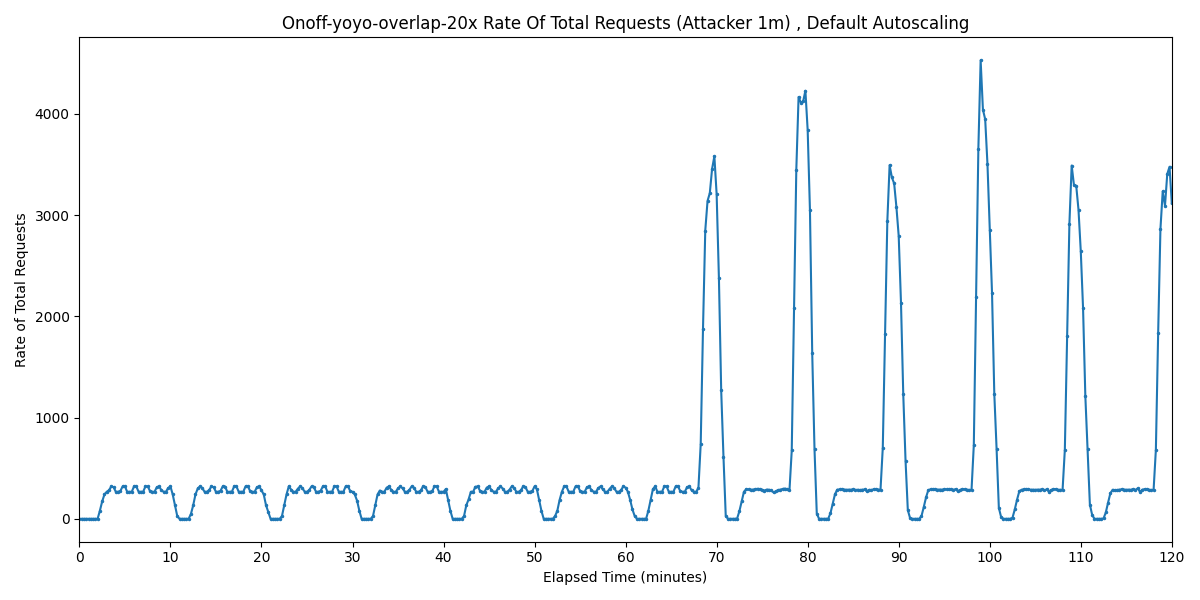 Onoff-yoyo-overlap-20x Rate Of Total Requests (Attacker 1m) , Default Autoscaling
Rate of Total Requests
4000
3000
2000
1000
0
0 10 20 30 40 50 60 70 80 90 100 110 120
Elapsed Time (minutes)